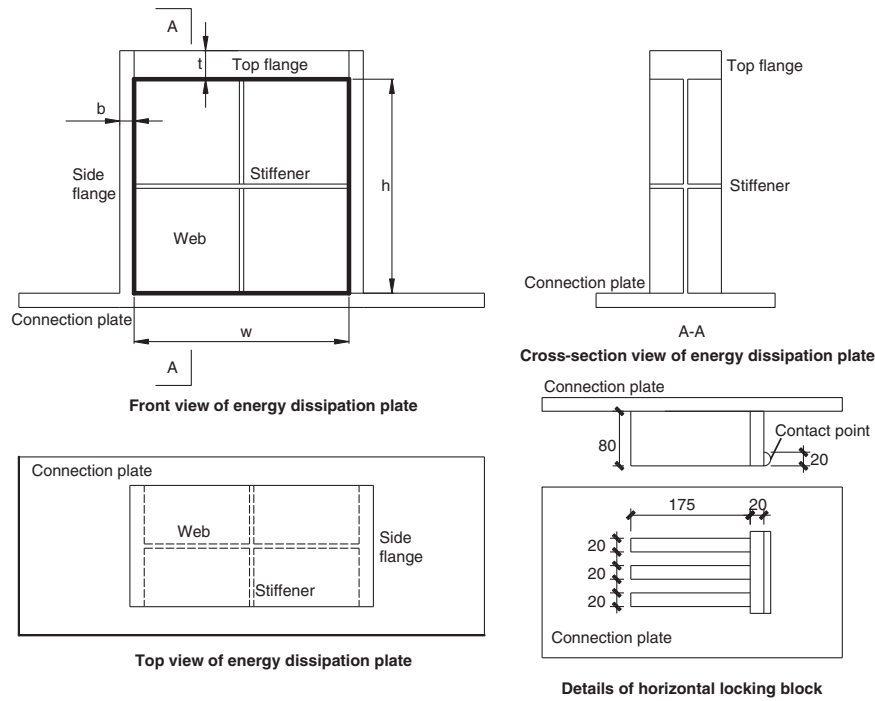 A
t
Top flange
b
Side
flange
Stiffener
h
Web
Connection plate
w
A
Front view of energy dissipation plate
Top flange
Stiffener
Connection plate
A-A
Cross-section view of energy dissipation plate
Connection plate
Web
Side
flange
Stiffener
Top view of energy dissipation plate
Connection plate
80
Contact point
20
175
20
20
20
20
Connection plate
Details of horizontal locking block